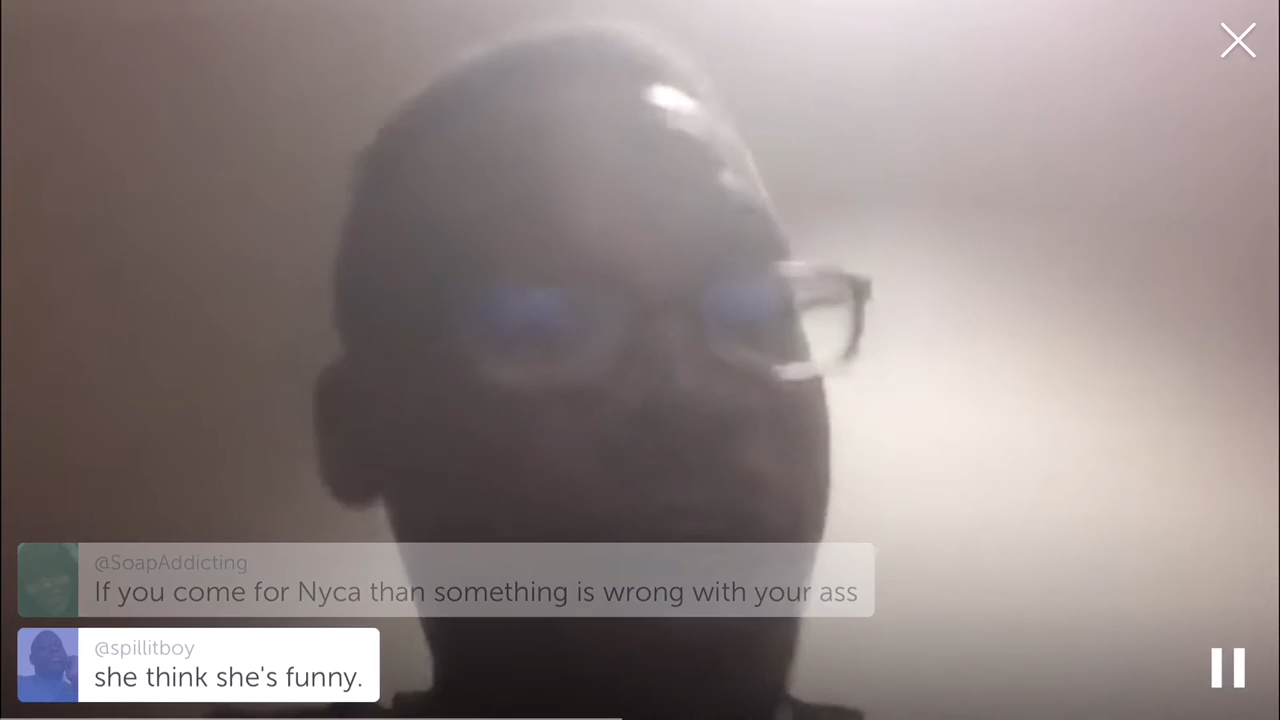 @SoapAddicting
If you come for Nyca than something is wrong with your ass
@spillitboy
she think she's funny.